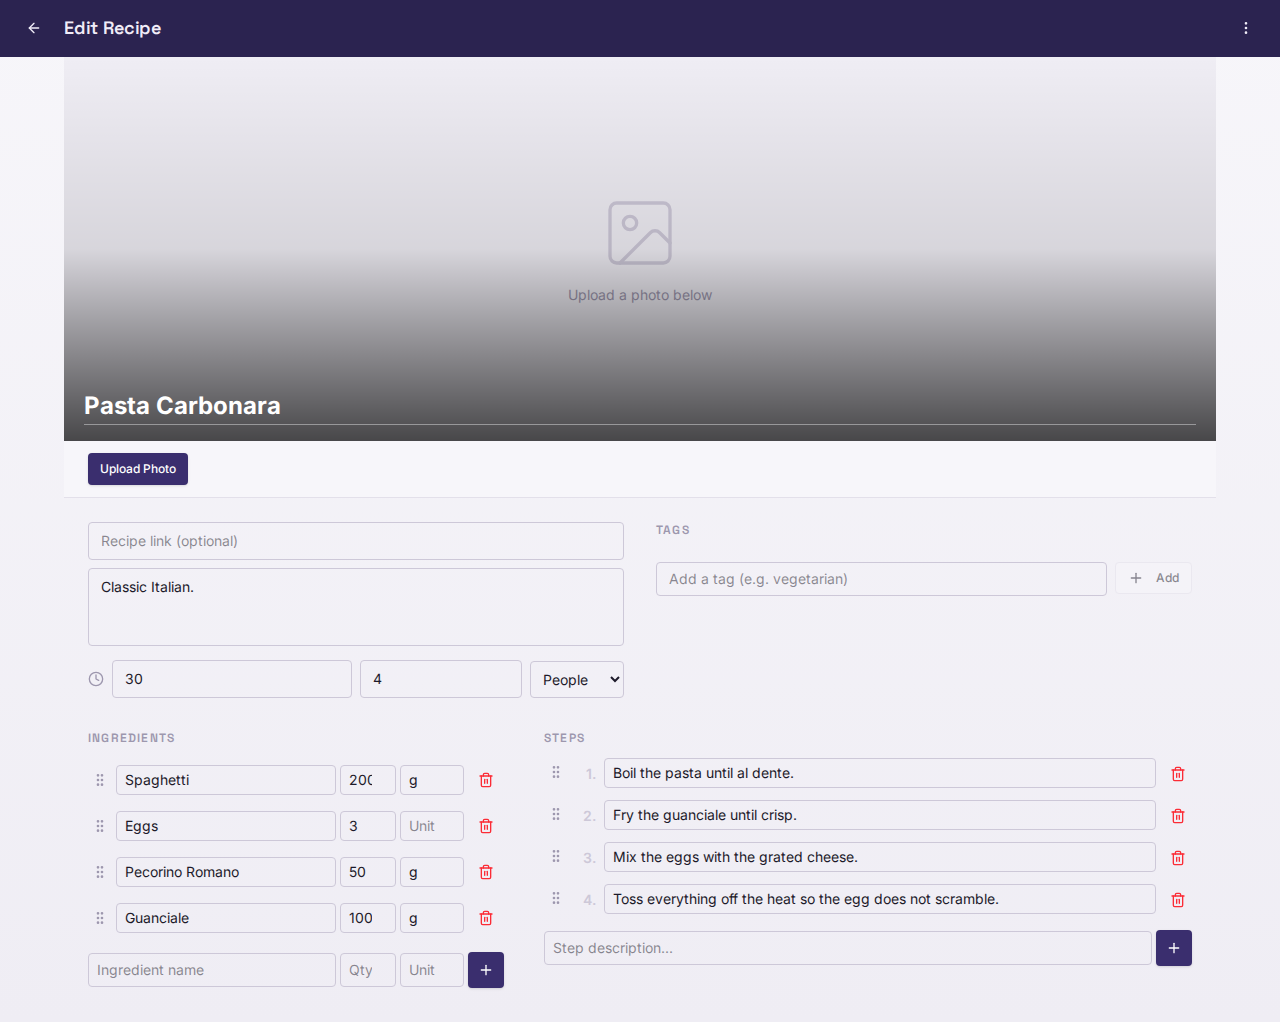 Edit Recipe
Upload a photo below
Pasta Carbonara
Upload Photo
Recipe link (optional)
Classic Italian.
30
4
People
TAGS
Add a tag (e.g. vegetarian)
Add
INGREDIENTS
Spaghetti 200 g
Eggs 3 Unit
Pecorino Romano 50 g
Guanciale 100 g
Ingredient name Qty Unit
STEPS
1. Boil the pasta until al dente.
2. Fry the guanciale until crisp.
3. Mix the eggs with the grated cheese.
4. Toss everything off the heat so the egg does not scramble.
Step description...